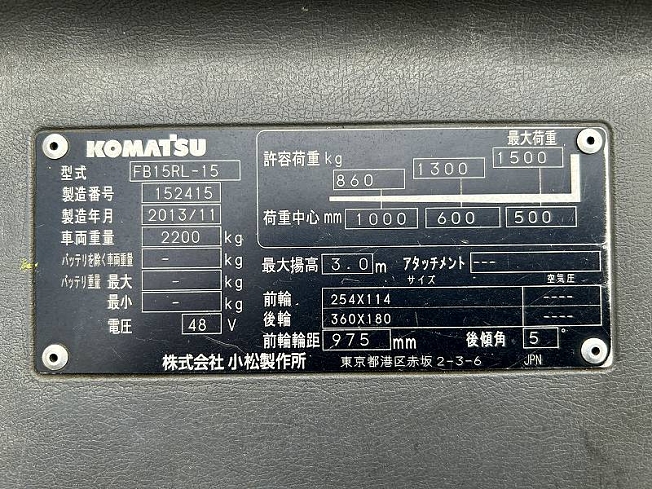 KOMATSU
型式 FB15RL-15
製造番号 152415
製造年月 2013/11
車両重量 2200 kg
バッテリを除く車両重量 - kg
バッテリ重量 最大 - kg
最小 - kg
電圧 48 V
最大荷重
許容荷重 kg 860 1300 1500
荷重中心 mm 1000 600 500
最大揚高 3.0 m アタッチメント ---
サイズ 空気圧
前輪 254X114 ----
後輪 360X180 ----
前輪輪距 975 mm 後傾角 5°
株式会社 小松製作所 東京都港区赤坂2-3-6 JPN